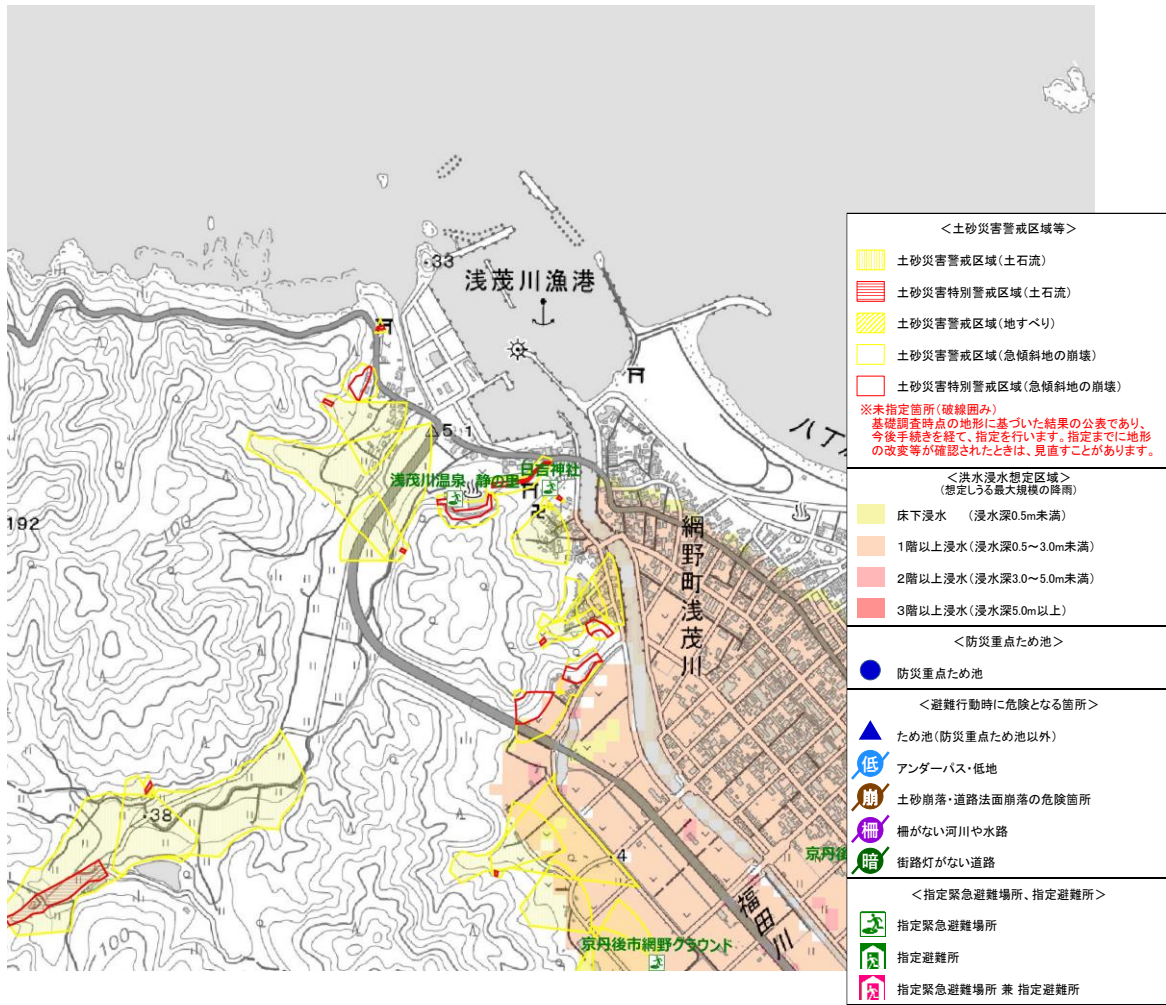 33
浅茂川漁港
八丁
5
1
浅茂川温泉 静の里
日吉神社
192
網野町浅茂川
38
4
京丹後
福田川
100
京丹後市網野グラウンド
＜土砂災害警戒区域等＞
土砂災害警戒区域(土石流)
土砂災害特別警戒区域(土石流)
土砂災害警戒区域(地すべり)
土砂災害警戒区域(急傾斜地の崩壊)
土砂災害特別警戒区域(急傾斜地の崩壊)
※未指定箇所(破線囲み)
基礎調査時点の地形に基づいた結果の公表であり、
今後手続きを経て、指定を行います。指定までに地形
の改変等が確認されたときは、見直すことがあります。
＜洪水浸水想定区域＞
(想定しうる最大規模の降雨)
床下浸水 (浸水深0.5m未満)
1階以上浸水(浸水深0.5～3.0m未満)
2階以上浸水(浸水深3.0～5.0m未満)
3階以上浸水(浸水深5.0m以上)
＜防災重点ため池＞
防災重点ため池
＜避難行動時に危険となる箇所＞
ため池(防災重点ため池以外)
低 アンダーパス・低地
崩 土砂崩落・道路法面崩落の危険箇所
柵 柵がない河川や水路
暗 街路灯がない道路
＜指定緊急避難場所、指定避難所＞
指定緊急避難場所
指定避難所
指定緊急避難場所 兼 指定避難所